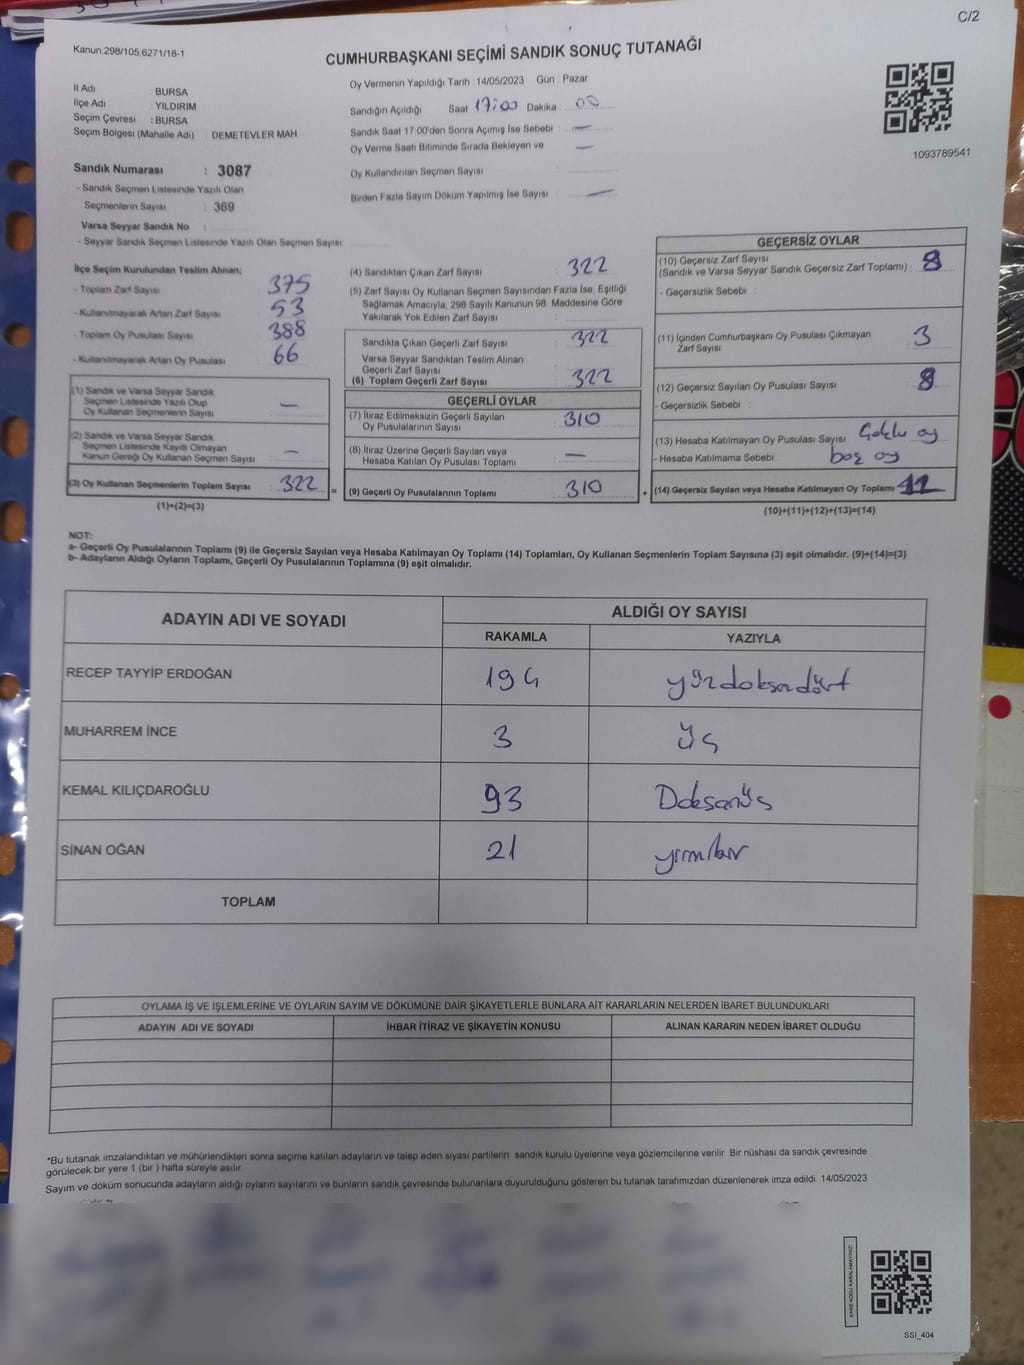 C/2
Kanun:298/105,6271/18-1
CUMHURBAŞKANI SEÇİMİ SANDIK SONUÇ TUTANAĞI
İl Adı BURSA
İlçe Adı : YILDIRIM
Seçim Çevresi : BURSA
Seçim Bölgesi (Mahalle Adı) : DEMETEVLER MAH.
Oy Vermenin Yapıldığı Tarih : 14/05/2023 Gün : Pazar
Sandığın Açıldığı Saat 17:00 Dakika : 00
Sandık Saat 17:00'den Sonra Açımış İse Sebebi : —
Oy Verme Saati Bitiminde Sırada Bekleyen ve —
Oy Kullandırılan Seçmen Sayısı :
Birden Fazla Sayım Döküm Yapılmış İse Sayısı : —
1093789541
Sandık Numarası : 3087
- Sandık Seçmen Listesinde Yazılı Olan
Seçmenlerin Sayısı : 369
Varsa Seyyar Sandık No :
- Seyyar Sandık Seçmen Listesinde Yazılı Olan Seçmen Sayısı:
İlçe Seçim Kurulundan Teslim Alınan;
- Toplam Zarf Sayısı : 375
- Kullanılmayarak Artan Zarf Sayısı : 53
- Toplam Oy Pusulası Sayısı : 388
- Kullanılmayarak Artan Oy Pusulası : 66
(1) Sandık ve Varsa Seyyar Sandık
Seçmen Listesinde Yazılı Olup
Oy Kullanan Seçmenlerin Sayısı : —
(2) Sandık ve Varsa Seyyar Sandık
Seçmen Listesinde Kayıtlı Olmayan
Kanun Gereği Oy Kullanan Seçmen Sayısı : —
(3) Oy Kullanan Seçmenlerin Toplam Sayısı : 322 =
(1)+(2)=(3)
(4) Sandıktan Çıkan Zarf Sayısı : 322
(5) Zarf Sayısı Oy Kullanan Seçmen Sayısından Fazla İse, Eşitliği
Sağlamak Amacıyla, 298 Sayılı Kanunun 98. Maddesine Göre
Yakılarak Yok Edilen Zarf Sayısı :
Sandıkta Çıkan Geçerli Zarf Sayısı : 322
Varsa Seyyar Sandıktan Teslim Alınan
Geçerli Zarf Sayısı :
(6) Toplam Geçerli Zarf Sayısı : 322
GEÇERLİ OYLAR
(7) İtiraz Edilmeksizin Geçerli Sayılan
Oy Pusulalarının Sayısı : 310
(8) İtiraz Üzerine Geçerli Sayılan veya
Hesaba Katılan Oy Pusulası Toplamı : —
(9) Geçerli Oy Pusulalarının Toplamı : 310 +
GEÇERSİZ OYLAR
(10) Geçersiz Zarf Sayısı
(Sandık ve Varsa Seyyar Sandık Geçersiz Zarf Toplamı) : 8
- Geçersizlik Sebebi :
(11) İçinden Cumhurbaşkanı Oy Pusulası Çıkmayan
Zarf Sayısı : 3
(12) Geçersiz Sayılan Oy Pusulası Sayısı : 8
- Geçersizlik Sebebi :
(13) Hesaba Katılmayan Oy Pusulası Sayısı oy
- Hesaba Katılmama Sebebi : boş oy
(14) Geçersiz Sayılan veya Hesaba Katılmayan Oy Toplamı :
(10)+(11)+(12)+(13)=(14)
NOT:
a- Geçerli Oy Pusulalarının Toplamı (9) ile Geçersiz Sayılan veya Hesaba Katılmayan Oy Toplamı (14) Toplamları, Oy Kullanan Seçmenlerin Toplam Sayısına (3) eşit olmalıdır. (9)+(14)=(3)
b- Adayların Aldığı Oyların Toplamı, Geçerli Oy Pusulalarının Toplamına (9) eşit olmalıdır.
ADAYIN ADI VE SOYADI ALDIĞI OY SAYISI
RAKAMLA YAZIYLA
RECEP TAYYİP ERDOĞAN 194 yüzdoksandört
MUHARREM İNCE 3 üç
KEMAL KILIÇDAROĞLU 93 Doksanüç
SİNAN OĞAN 21 yirmibir
TOPLAM
OYLAMA İŞ VE İŞLEMLERİNE VE OYLARIN SAYIM VE DÖKÜMÜNE DAİR ŞİKAYETLERLE BUNLARA AİT KARARLARIN NELERDEN İBARET BULUNDUKLARI
ADAYIN ADI VE SOYADI İHBAR İTİRAZ VE ŞİKAYETİN KONUSU ALINAN KARARIN NEDEN İBARET OLDUĞU
*Bu tutanak imzalandıktan ve mühürlendikten sonra seçime katılan adayların ve talep eden siyasi partilerin sandık kurulu üyelerine veya gözlemcilerine verilir. Bir nüshası da sandık çevresinde
görülecek bir yere 1 (bir ) hafta süreyle asılır.
Sayım ve döküm sonucunda adayların aldığı oyların sayılarını ve bunların sandık çevresinde bulunanlara duyurulduğunu gösteren bu tutanak tarafımızdan düzenlenerek imza edildi. 14/05/2023
KARE KODU KARALAMAYINIZ!
SSI_404